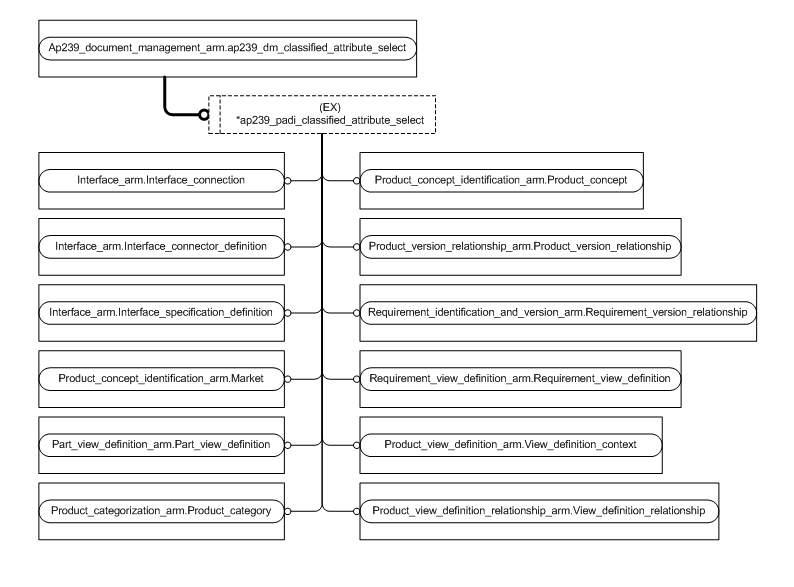 Ap239_document_management_arm.ap239_dm_classified_attribute_select
(EX)
*ap239_padi_classified_attribute_select
Interface_arm.Interface_connection
Product_concept_identification_arm.Product_concept
Interface_arm.Interface_connector_definition
Product_version_relationship_arm.Product_version_relationship
Interface_arm.Interface_specification_definition
Requirement_identification_and_version_arm.Requirement_version_relationship
Product_concept_identification_arm.Market
Requirement_view_definition_arm.Requirement_view_definition
Part_view_definition_arm.Part_view_definition
Product_view_definition_arm.View_definition_context
Product_categorization_arm.Product_category
Product_view_definition_relationship_arm.View_definition_relationship